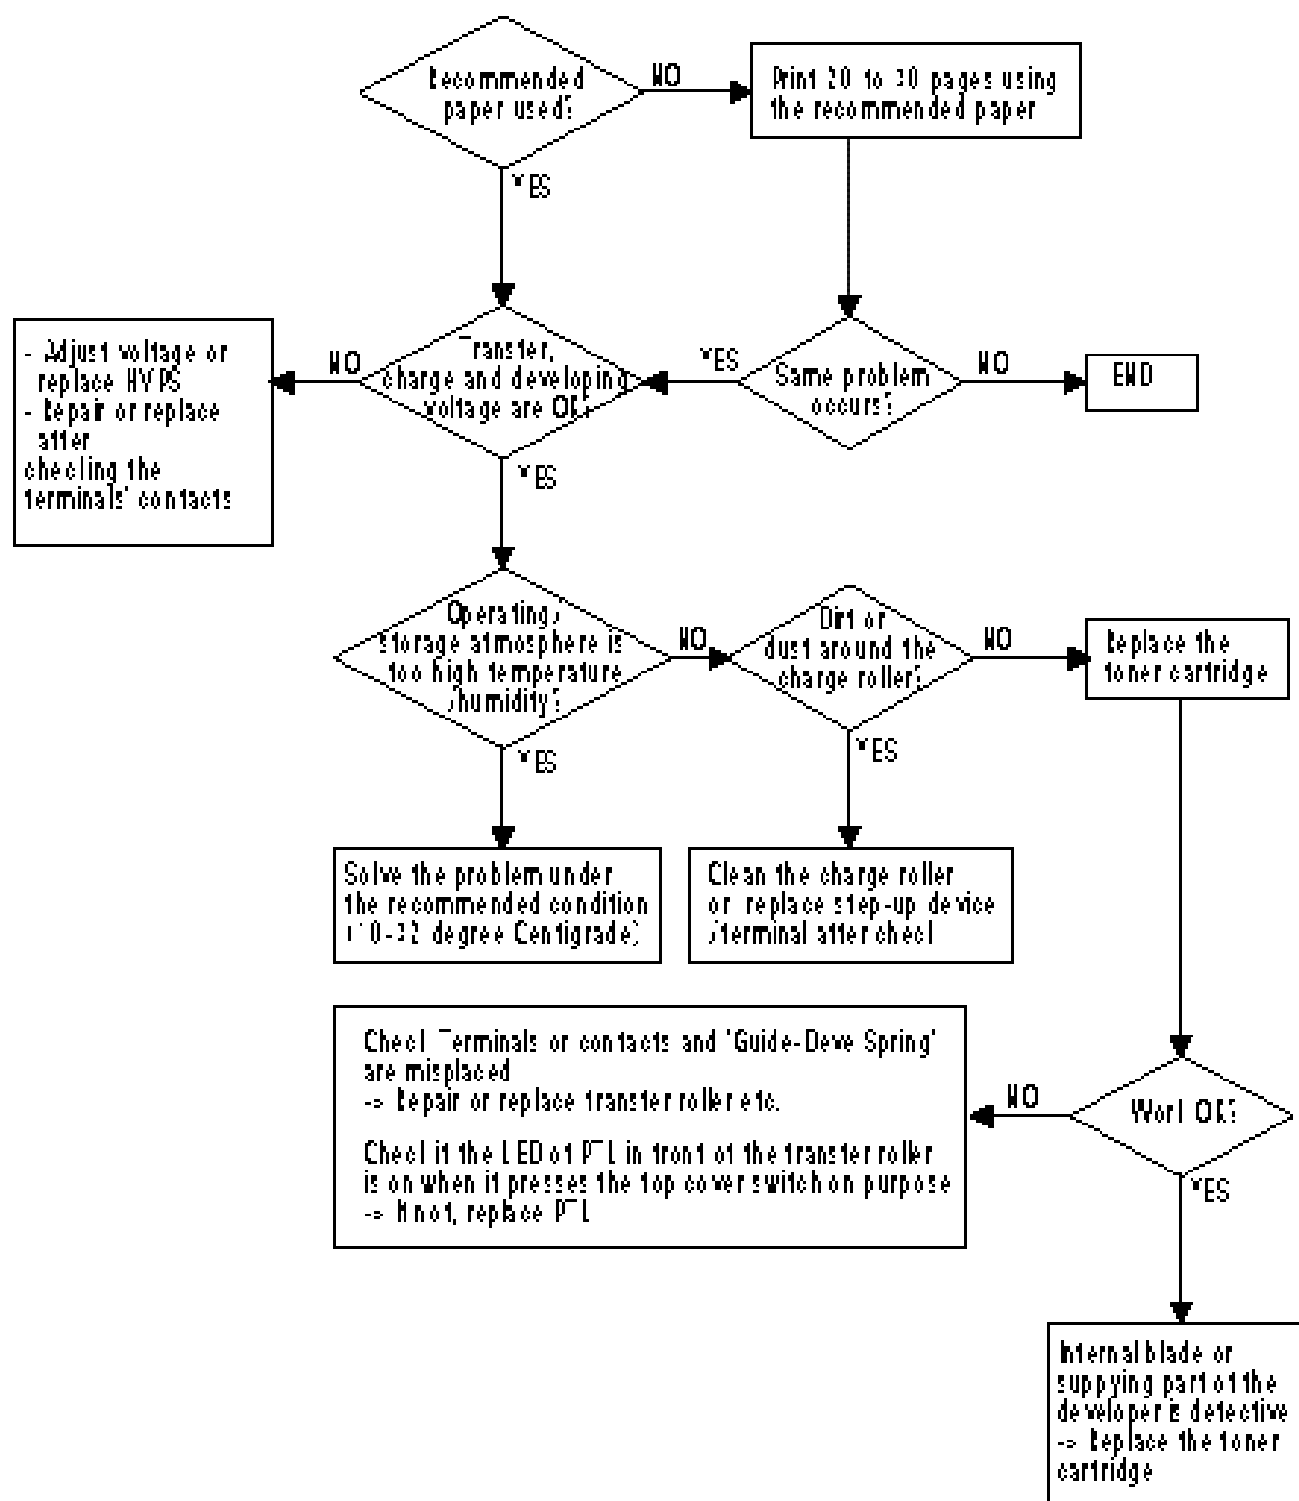 Recommended
paper used?
NO
Print 20 to 30 pages using
the recommended paper
YES
Transfer,
charge and developing
voltage are OK?
NO
- Adjust voltage or
replace HVPS
- Repair or replace
after
checking the
terminals' contacts
YES
Same problem
occurs?
NO
END
YES
Operating/
storage atmosphere is
too high temperature
/humidity?
NO
Dirt or
dust around the
charge roller?
NO
Replace the
toner cartridge
YES
YES
Solve the problem under
the recommended condition
(10-32 degree Centigrade)
Clean the charge roller
or replace step-up device
/terminal after check
Check Terminals or contacts and 'Guide-Deve Spring'
are misplaced
-> Repair or replace transfer roller etc.
Check if the LED of PTL in front of the transfer roller
is on when it presses the top cover switch on purpose
-> If not, replace PTL
NO
Work OK?
YES
Internal blade or
suppying part of the
developer is defective
-> Replace the toner
cartridge